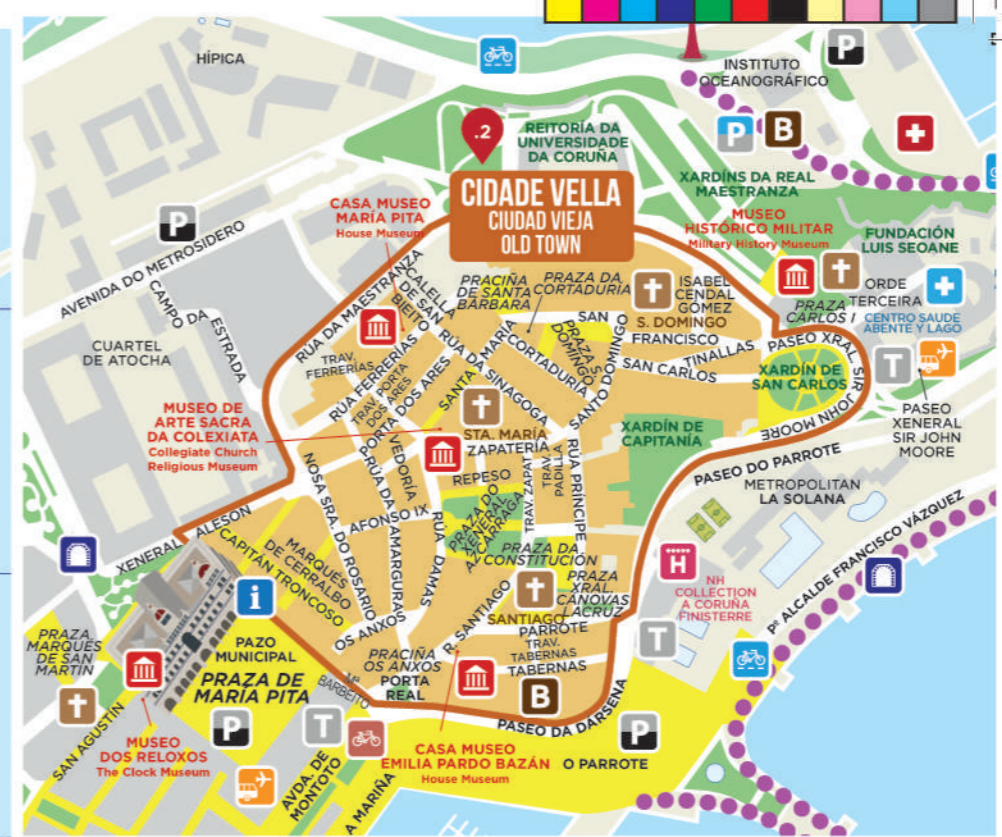 HÍPICA
P
INSTITUTO
OCEANOGRÁFICO
P
B
.2
REITORÍA DA
UNIVERSIDADE
DA CORUÑA
CIDADE VELLA
CIUDAD VIEJA
OLD TOWN
XARDÍNS DA REAL
MAESTRANZA
CASA MUSEO
MARÍA PITA
House Museum
MUSEO
HISTÓRICO MILITAR
Military History Museum
FUNDACIÓN
LUIS SEOANE
P
AVENIDA DO METROSIDERO
CAMPO DA
ESTRADA
CUARTEL
DE ATOCHA
RÚA DA MAESTRANZA
CALELLA
DE SAN
BIEITO
PRACIÑA
DE SANTA
BÁRBARA
PRAZA DA
CORTADURIA
ISABEL
CENDAL
GÓMEZ
S. DOMINGO
ORDE
TERCEIRA
PRAZA
CARLOS I
CENTRO SAUDE
ABENTE Y LAGO
SAN
FRANCISCO
TRAV.
FERRERÍAS
RÚA FERRERÍAS
TRAV. PORTA
DOS ARES
PORTA DOS ARES
SANTA MARÍA
RÚA DA SINAGOGA
CORTADURIA
PRAZA S.
DOMINGO
SANTO DOMINGO
SAN CARLOS
TINALLAS
PASEO XRAL. SIR JOHN MOORE
XARDÍN DE
SAN CARLOS
T
PASEO
XENERAL
SIR JOHN
MOORE
MUSEO DE
ARTE SACRA
DA COLEXIATA
Collegiate Church
Religious Museum
STA. MARÍA
ZAPATERÍA
REPESO
XARDÍN DE
CAPITANÍA
PASEO DO PARROTE
METROPOLITAN
LA SOLANA
NOSA SRA. DO ROSARIO
VEDORÍA
RÚA DA AMARGURAS
AFONSO IX
RÚA DAMAS
PRAZA DO
XENERAL
AZCÁRRAGA
TRAV. ZAPAT.
TRAV.
PADILLA
RÚA PRÍNCIPE
PRAZA DA
CONSTITUCIÓN
XENERAL ALESON
CAPITÁN TRONCOSO
MARQUÉS
DE CERRALBO
OS ANXOS
i
R. SANTIAGO
SANTIAGO
PRAZA
XRAL.
CÁNOVAS
LACRUZ
H
NH
COLLECTION
A CORUÑA
FINISTERRE
T
Pº ALCALDE FRANCISCO VÁZQUEZ
PARROTE
TRAV.
TABERNAS
TABERNAS
PRAZA
MARQUÉS
DE SAN
MARTÍN
PAZO
MUNICIPAL
PRAZA DE
MARÍA PITA
PRACIÑA
OS ANXOS
PORTA
REAL
Mª
BARBEITO
B
PASEO DA DARSENA
SAN AGUSTÍN
MUSEO
DOS RELOXOS
The Clock Museum
P
T
AVDA. DE
MONTOTO
A MARIÑA
CASA MUSEO
EMILIA PARDO BAZÁN
House Museum
P
O PARROTE